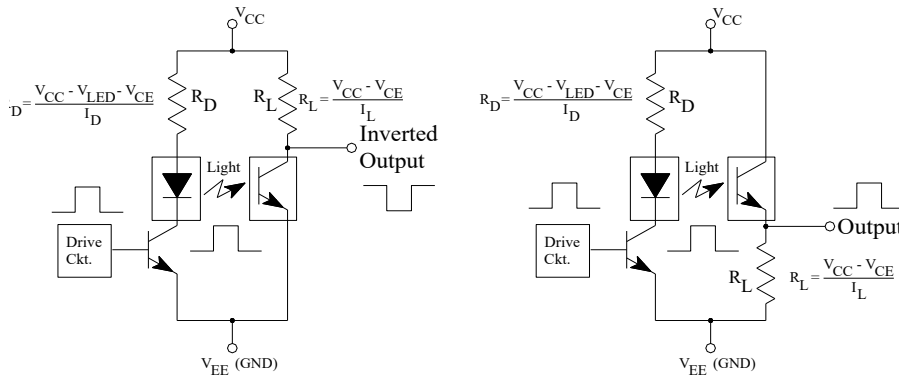 VCC
VCC
D = VCC - VLED - VCE
ID
RD
RL
RL = VCC - VCE
IL
Inverted
Output
Light
Drive
Ckt.
VEE (GND)
RD = VCC - VLED - VCE
ID
RD
Light
Drive
Ckt.
Output
RL
RL = VCC - VCE
IL
VEE (GND)